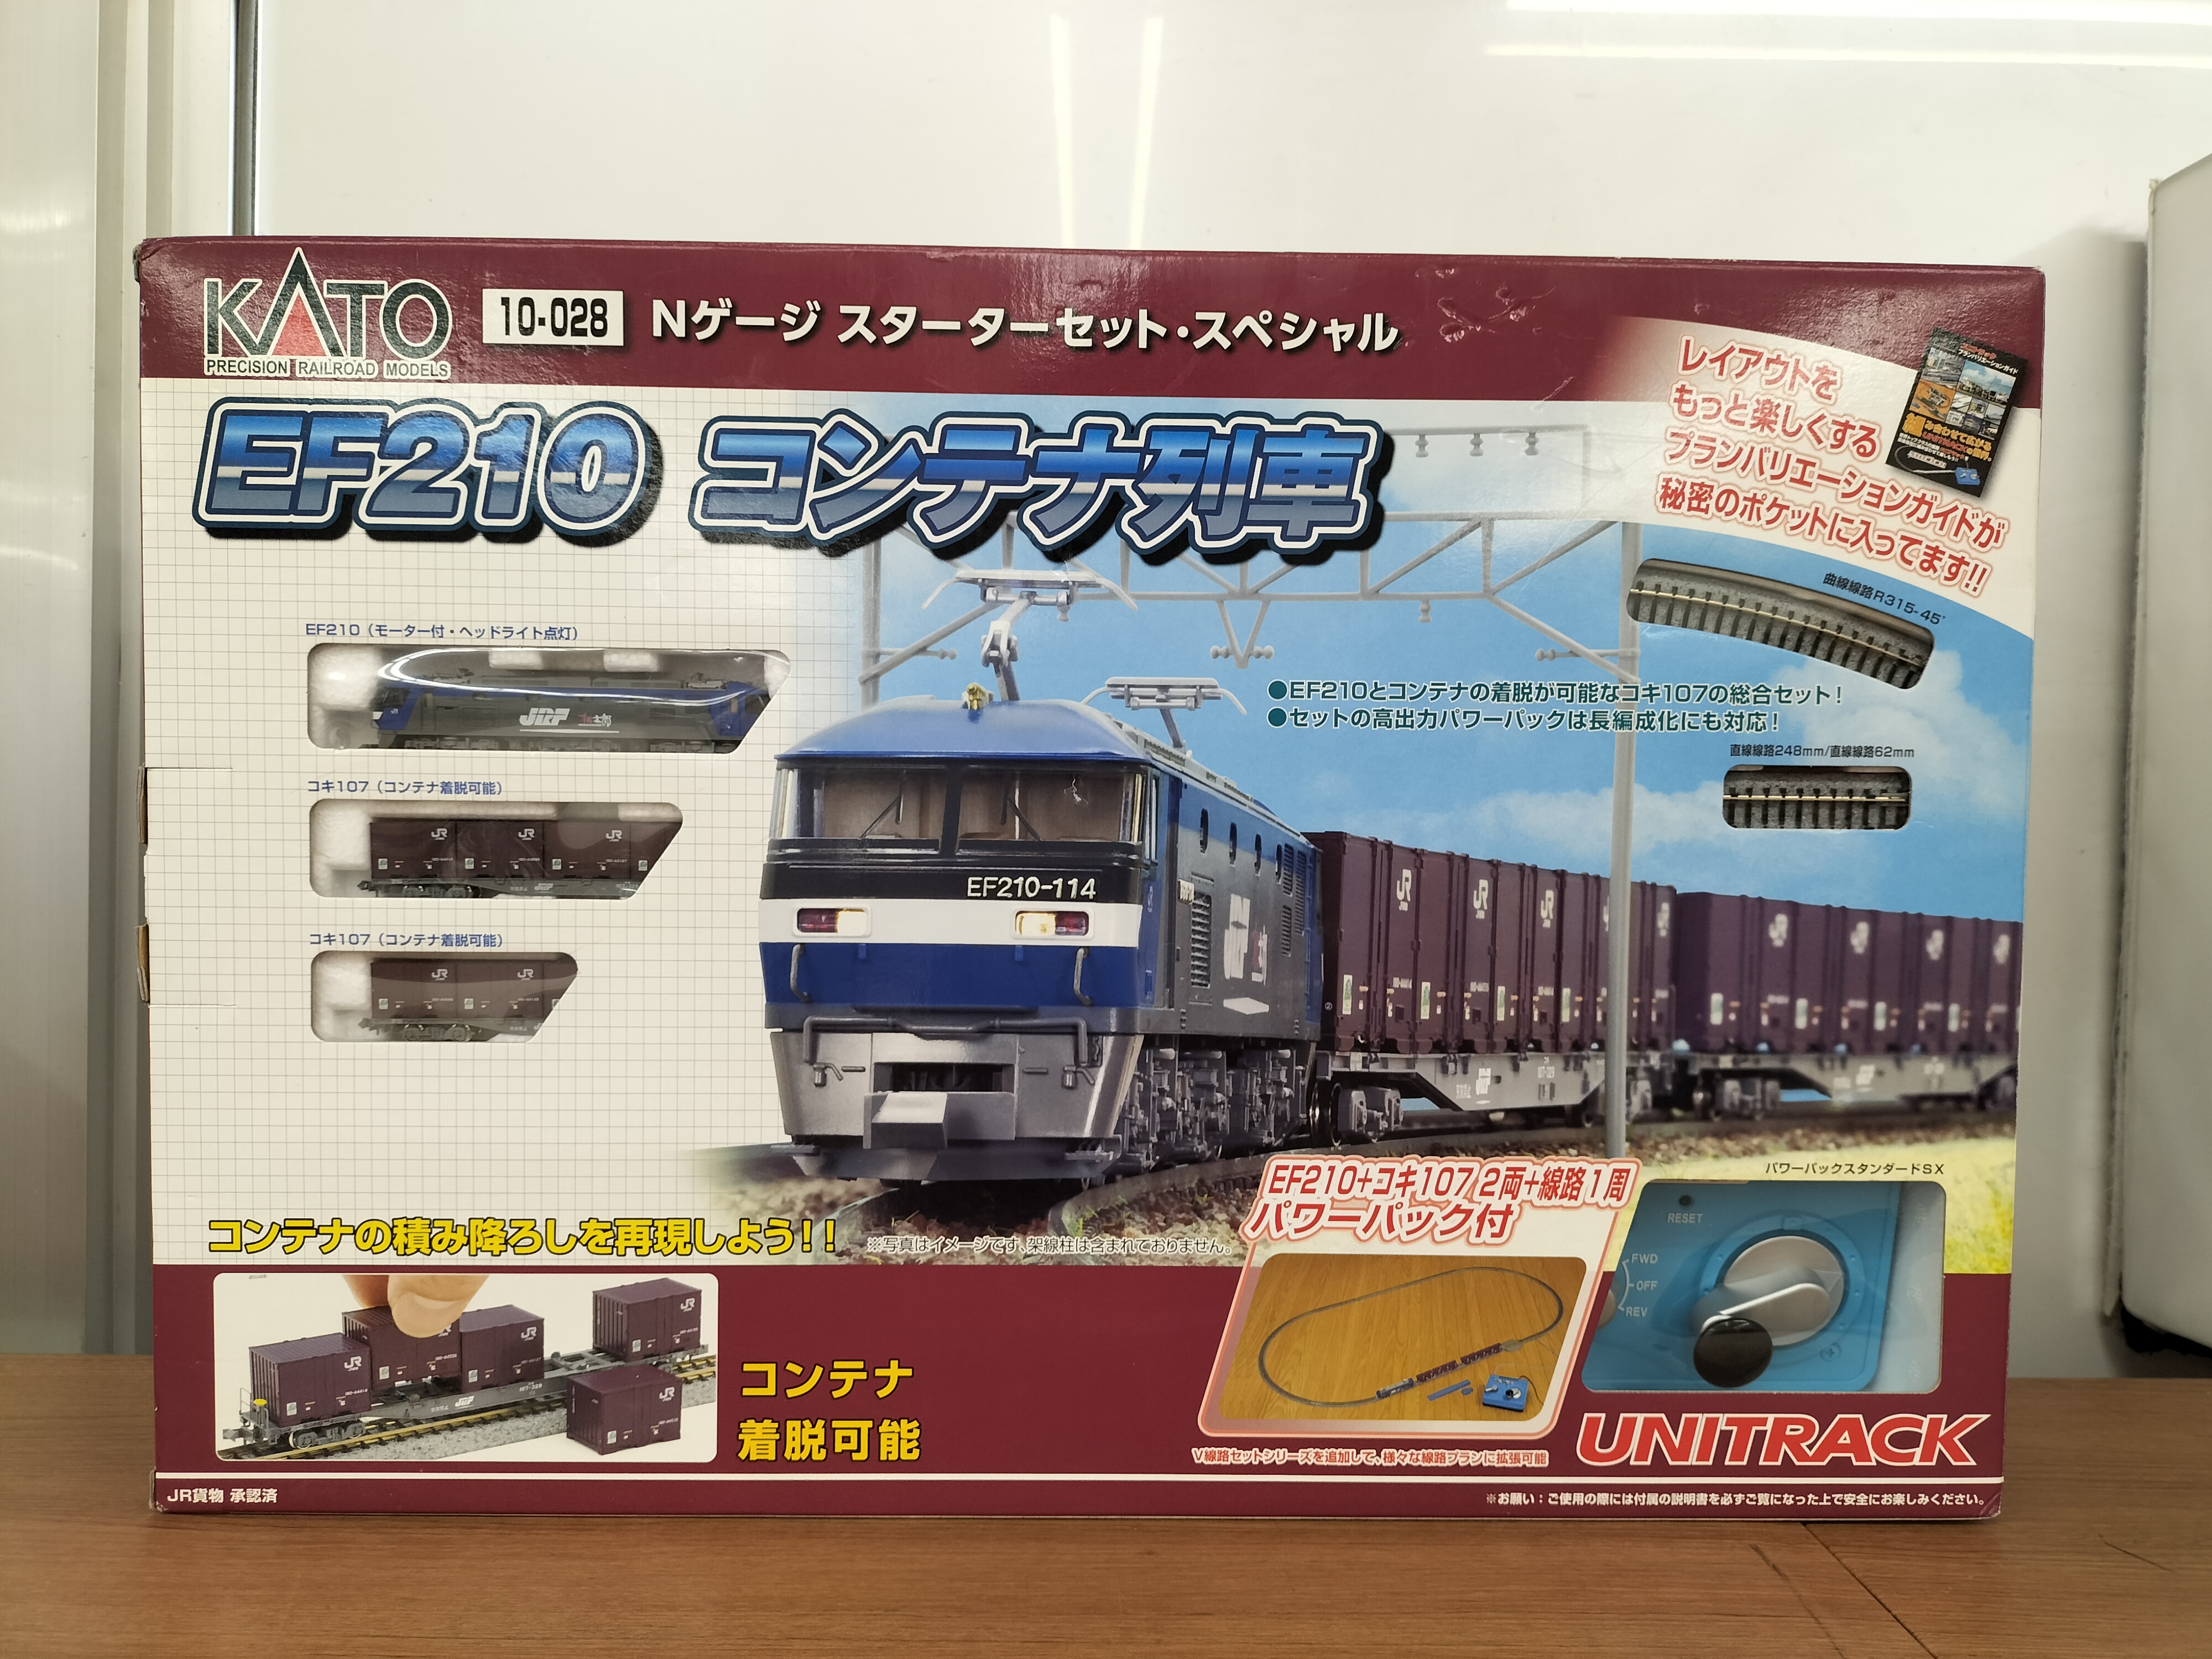 KATO
PRECISION RAILROAD MODELS
10-028
Nゲージ スターターセット・スペシャル
レイアウトを
もっと楽しくする
プランバリエーションガイドが
秘密のポケットに入ってます!!
EF210 コンテナ列車
曲線線路R315-45°
EF210（モーター付・ヘッドライト点灯）
JRF
●EF210とコンテナの着脱が可能なコキ107の総合セット！
●セットの高出力パワーパックは長編成化にも対応！
直線線路248mm/直線線路62mm
コキ107（コンテナ着脱可能）
JR JR JR
コキ107（コンテナ着脱可能）
JR JR
EF210-114
JR JR JR
パワーパックスタンダードSX
EF210+コキ107 2両+線路1周
パワーパック付
RESET
FWD
OFF
REV
コンテナの積み降ろしを再現しよう!!
※写真はイメージです、架線柱は含まれておりません。
JR JR JR JR
コンテナ
着脱可能
UNITRACK
V線路セットシリーズを追加して、様々な線路プランに拡張可能
JR貨物 承認済
※お願い：ご使用の際には付属の説明書を必ずご覧になった上で安全にお楽しみください。